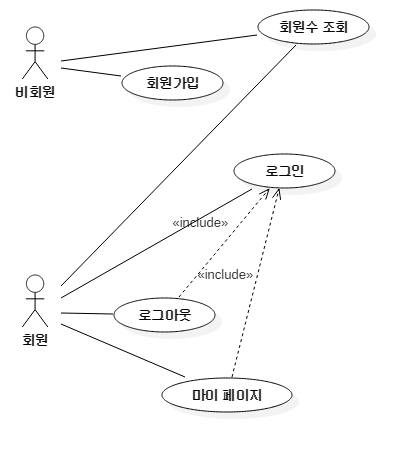 회원수 조회
회원가입
비회원
로그인
«include»
«include»
로그아웃
회원
마이 페이지